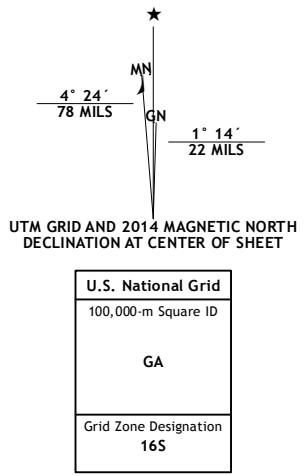 ★
MN
4° 24´
78 MILS
GN
1° 14´
22 MILS
UTM GRID AND 2014 MAGNETIC NORTH
DECLINATION AT CENTER OF SHEET
U.S. National Grid
100,000-m Square ID
GA
Grid Zone Designation
16S